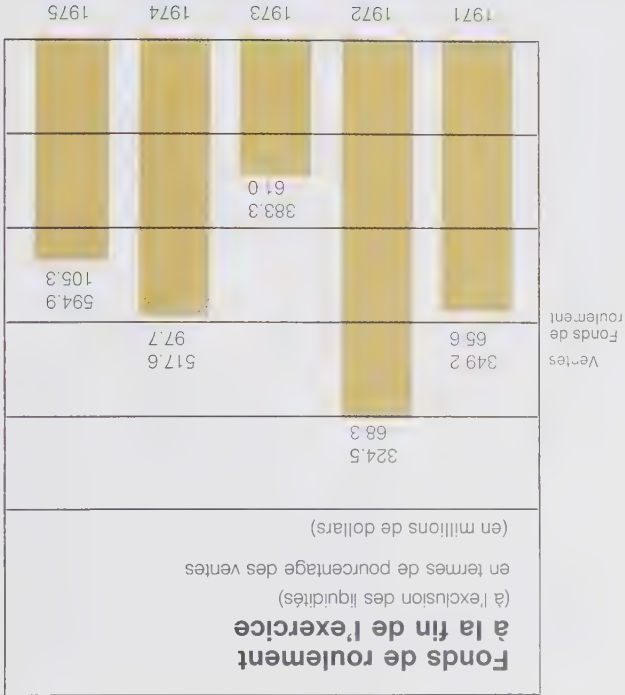 Fonds de roulement
à la fin de l'exercice
(à l'exclusion des liquidités)
en termes de pourcentage des ventes
(en millions de dollars)
324.5
68.3
Ventes 349.2 517.6 594.9
Fonds de roulement 65.6 97.7 105.3
383.3
61.0
1971 1972 1973 1974 1975